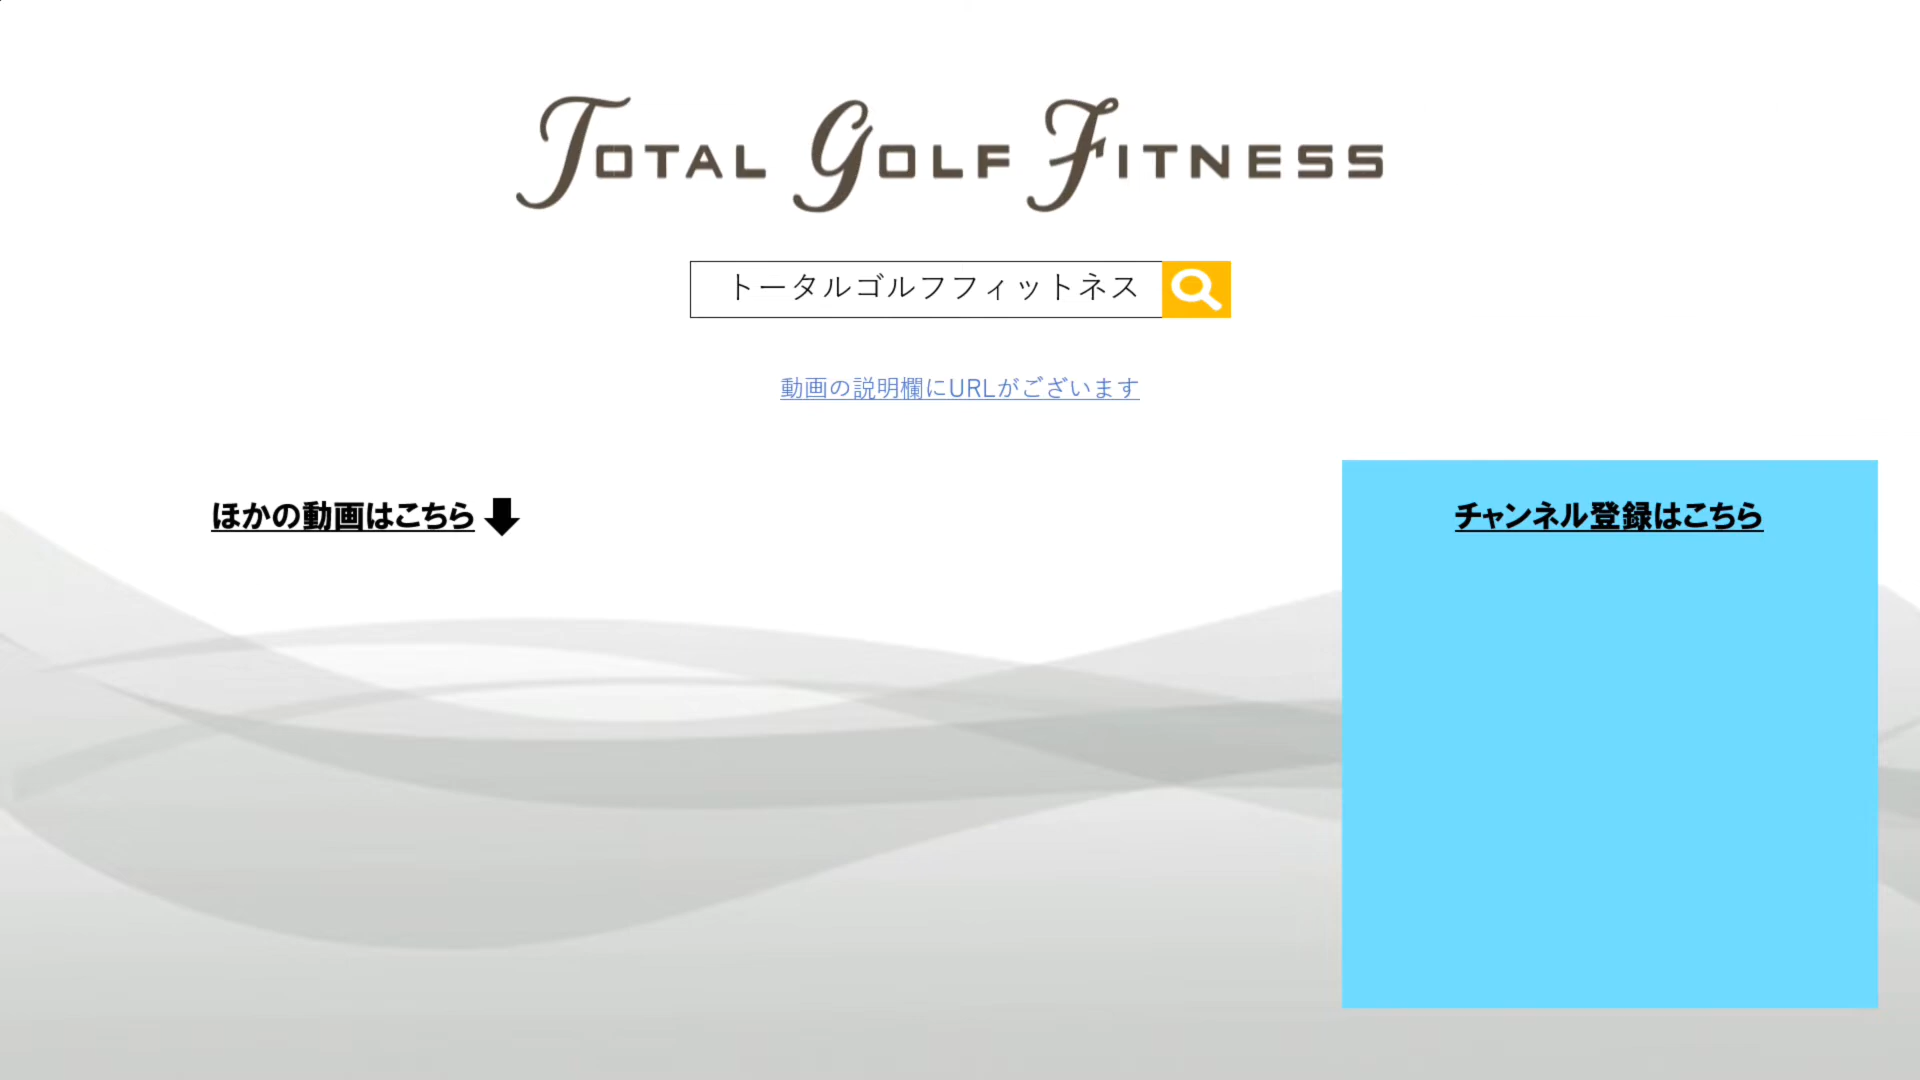 TOTAL GOLF FITNESS
トータルゴルフフィットネス
動画の説明欄にURLがございます
ほかの動画はこちら
チャンネル登録はこちら